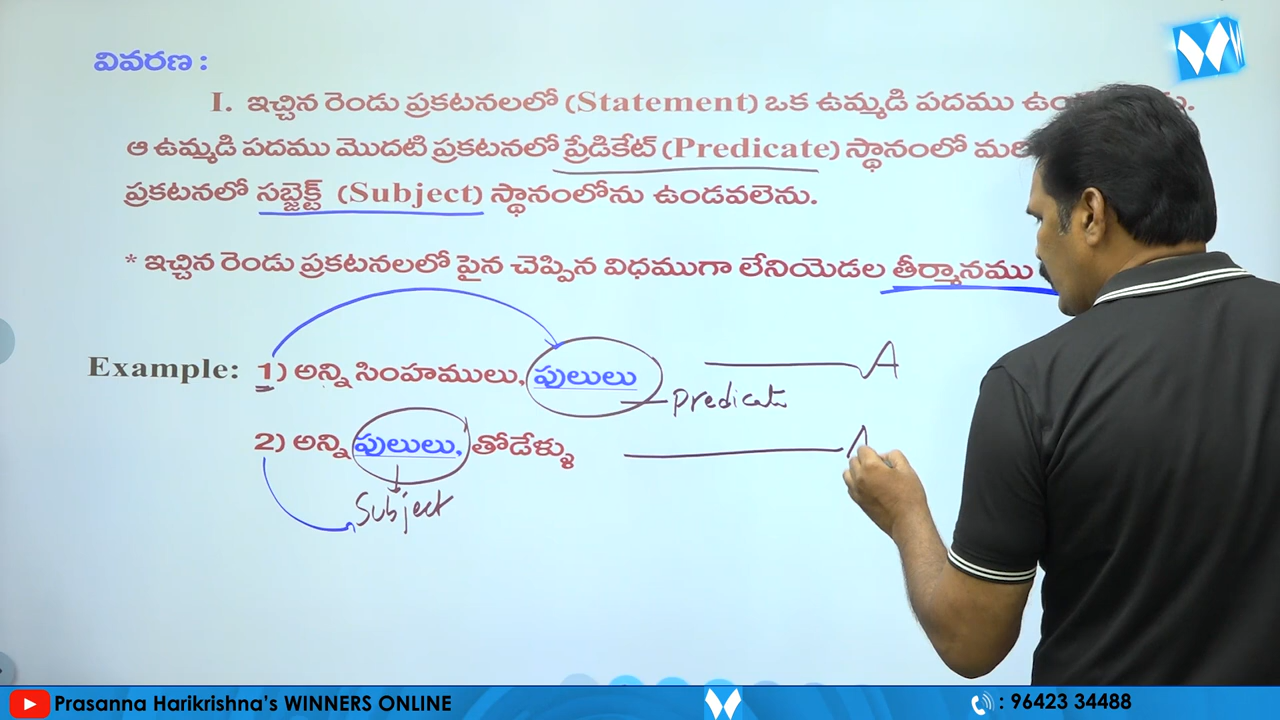 వివరణ :
I. ఇచ్చిన రెండు ప్రకటనలలో (Statement) ఒక ఉమ్మడి పదము
ఆ ఉమ్మడి పదము మొదటి ప్రకటనలో ప్రేడికేట్ (Predicate) స్థానంలో
ప్రకటనలో సబ్జెక్ట్ (Subject) స్థానంలోను ఉండవలెను.
* ఇచ్చిన రెండు ప్రకటనలలో పైన చెప్పిన విధముగా లేనియెడల తీర్మానము
Example: 1) అన్ని సింహములు, పులులు A
Predicate
2) అన్ని పులులు, తోడేళ్ళు A
Subject
Prasanna Harikrishna's WINNERS ONLINE : 96423 34488